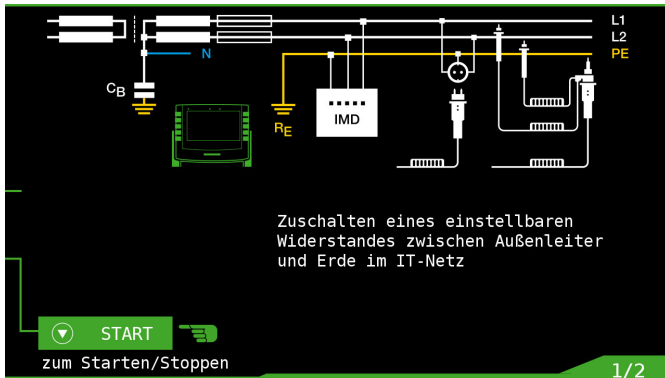 L1
L2
N
PE
CB
RE
IMD
Zuschalten eines einstellbaren
Widerstandes zwischen Außenleiter
und Erde im IT-Netz
START
zum Starten/Stoppen
1/2